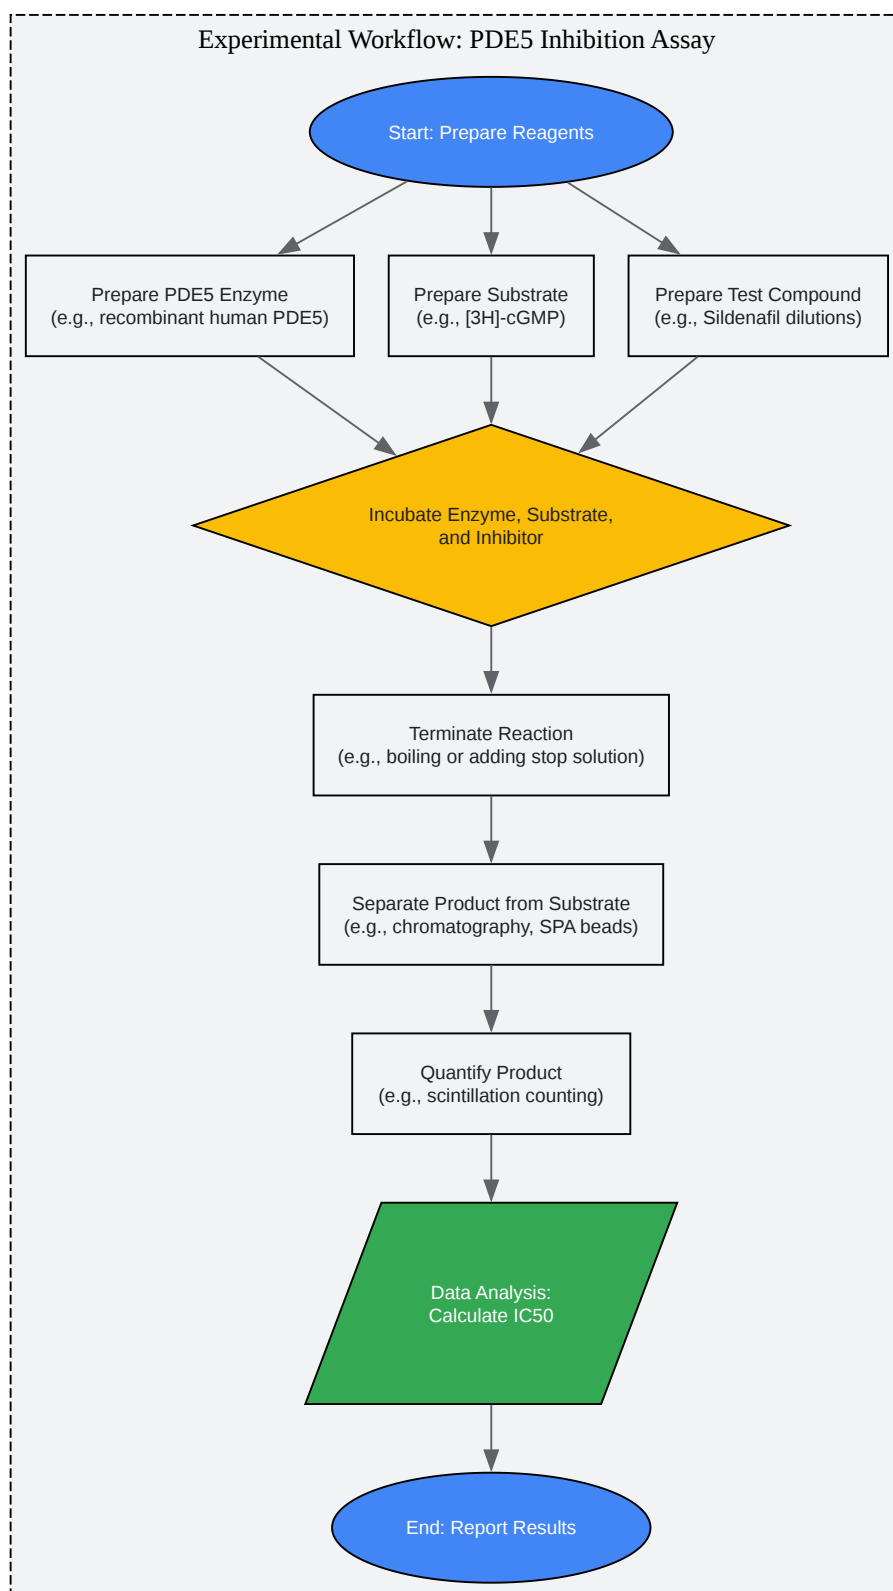 Experimental Workflow: PDE5 Inhibition Assay
Start: Prepare Reagents
Prepare PDE5 Enzyme
(e.g., recombinant human PDE5)
Prepare Substrate
(e.g., [3H]-cGMP)
Prepare Test Compound
(e.g., Sildenafil dilutions)
Incubate Enzyme, Substrate,
and Inhibitor
Terminate Reaction
(e.g., boiling or adding stop solution)
Separate Product from Substrate
(e.g., chromatography, SPA beads)
Quantify Product
(e.g., scintillation counting)
Data Analysis:
Calculate IC50
End: Report Results